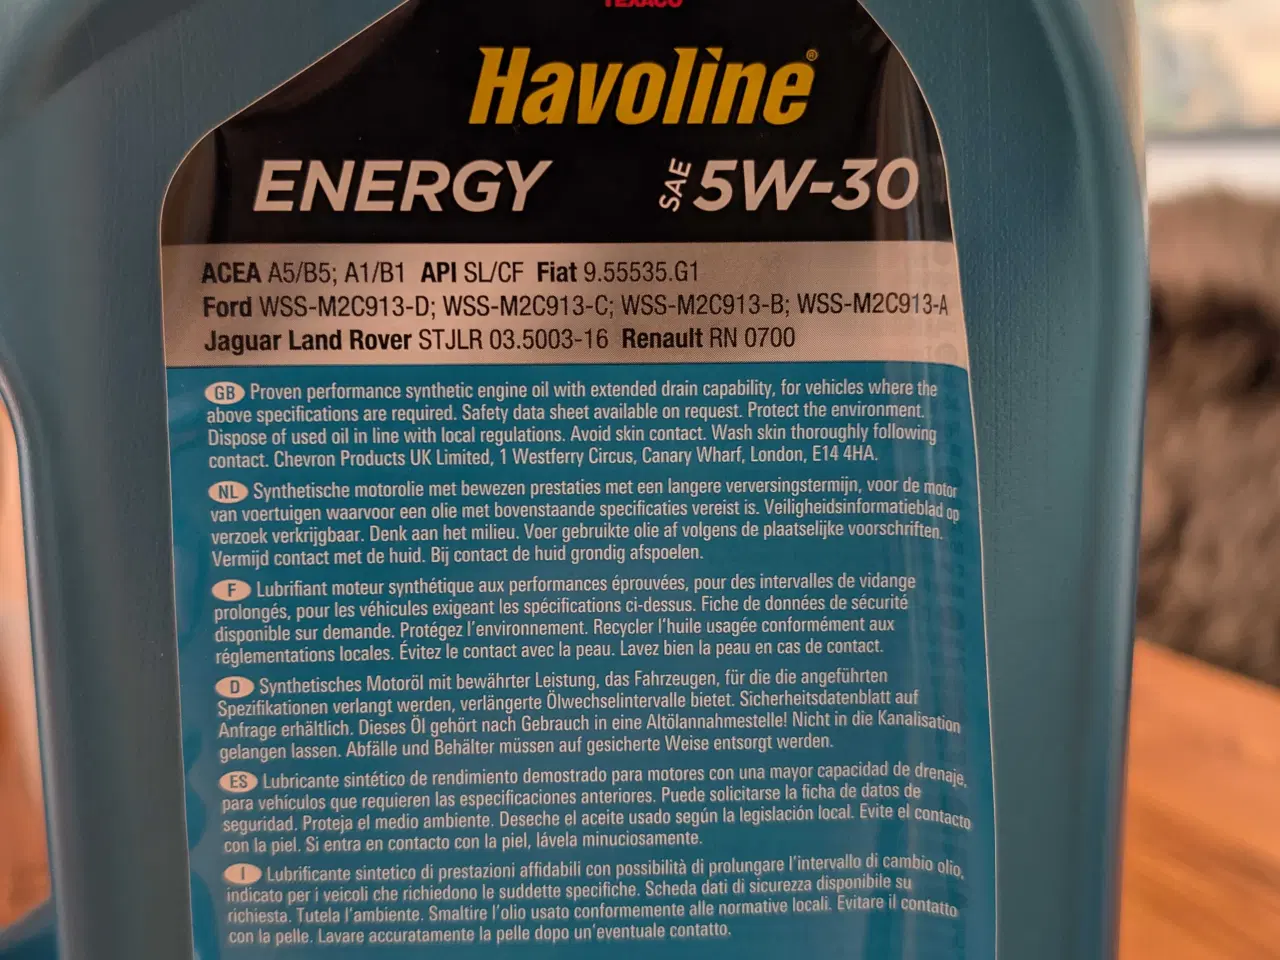 TEXACO
Havoline®
ENERGY SAE 5W-30
ACEA A5/B5; A1/B1 API SL/CF Fiat 9.55535.G1
Ford WSS-M2C913-D; WSS-M2C913-C; WSS-M2C913-B; WSS-M2C913-A
Jaguar Land Rover STJLR 03.5003-16 Renault RN 0700
GB Proven performance synthetic engine oil with extended drain capability, for vehicles where the
above specifications are required. Safety data sheet available on request. Protect the environment.
Dispose of used oil in line with local regulations. Avoid skin contact. Wash skin thoroughly following
contact. Chevron Products UK Limited, 1 Westferry Circus, Canary Wharf, London, E14 4HA.
NL Synthetische motorolie met bewezen prestaties met een langere verversingstermijn, voor de motor
van voertuigen waarvoor een olie met bovenstaande specificaties vereist is. Veiligheidsinformatieblad op
verzoek verkrijgbaar. Denk aan het milieu. Voer gebruikte olie af volgens de plaatselijke voorschriften.
Vermijd contact met de huid. Bij contact de huid grondig afspoelen.
F Lubrifiant moteur synthétique aux performances éprouvées, pour des intervalles de vidange
prolongés, pour les véhicules exigeant les spécifications ci-dessus. Fiche de données de sécurité
disponible sur demande. Protégez l'environnement. Recycler l'huile usagée conformément aux
réglementations locales. Évitez le contact avec la peau. Lavez bien la peau en cas de contact.
D Synthetisches Motoröl mit bewährter Leistung, das Fahrzeugen, für die die angeführten
Spezifikationen verlangt werden, verlängerte Ölwechselintervalle bietet. Sicherheitsdatenblatt auf
Anfrage erhältlich. Dieses Öl gehört nach Gebrauch in eine Altölannahmestelle! Nicht in die Kanalisation
gelangen lassen. Abfälle und Behälter müssen auf gesicherte Weise entsorgt werden.
ES Lubricante sintético de rendimiento demostrado para motores con una mayor capacidad de drenaje,
para vehículos que requieren las especificaciones anteriores. Puede solicitarse la ficha de datos de
seguridad. Proteja el medio ambiente. Deseche el aceite usado según la legislación local. Evite el contacto
con la piel. Si entra en contacto con la piel, lávela minuciosamente.
I Lubrificante sintetico di prestazioni affidabili con possibilità di prolungare l'intervallo di cambio olio,
indicato per i veicoli che richiedono le suddette specifiche. Scheda dati di sicurezza disponibile su
richiesta. Tutela l'ambiente. Smaltire l'olio usato conformemente alle normative locali. Evitare il contatto
con la pelle. Lavare accuratamente la pelle dopo un'eventuale contatto.